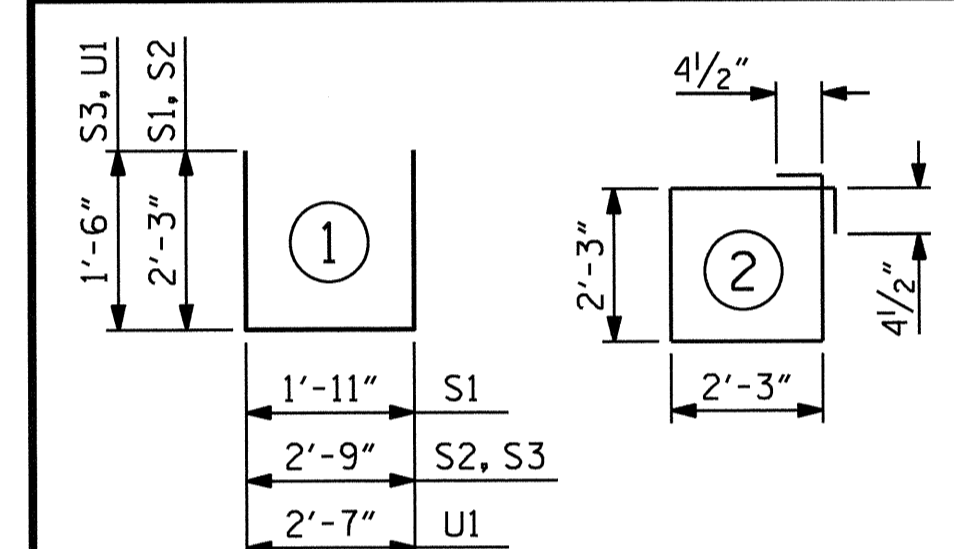 S3, U1
S1, S2
1'-6"
2'-3"
1
1'-11" S1
2'-9" S2, S3
2'-7" U1
4½"
2'-3"
2
4½"
2'-3"